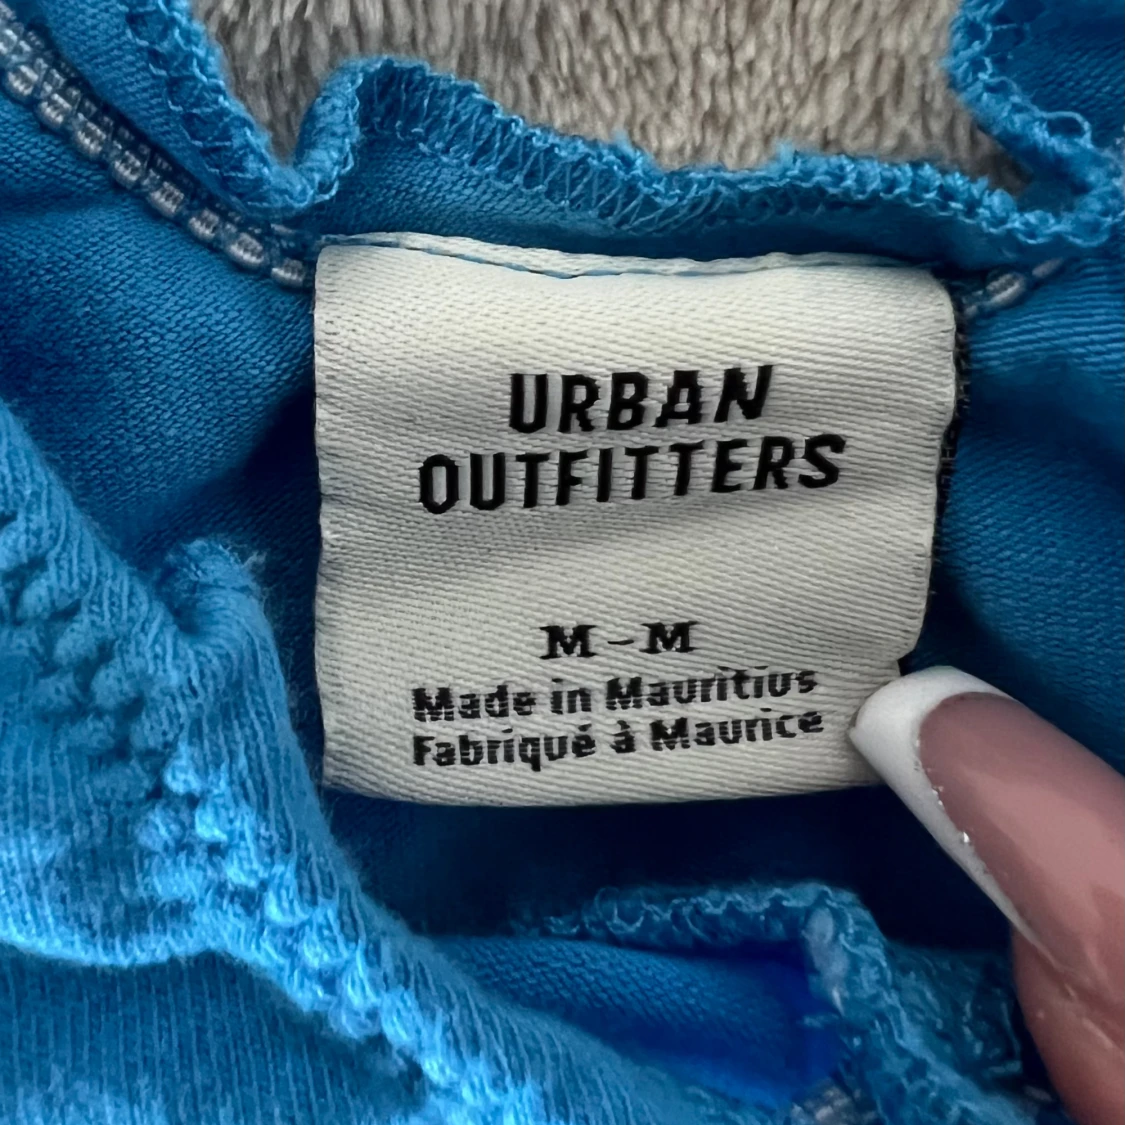 URBAN
OUTFITTERS
M-M
Made in Mauritius
Fabriqué à Maurice